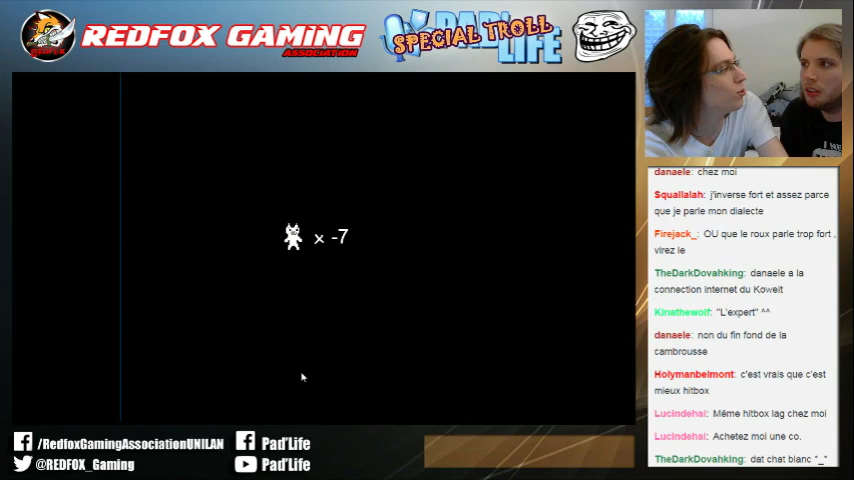 REDFOX
REDFOX GAMING
ASSOCIATION
PAD'LIFE
SPECIAL TROLL
x -7
danaele: chez moi
Squallalah: j'inverse fort et assez parce
que je parle mon dialecte
Firejack_: OU que le roux parle trop fort ,
virez le
TheDarkDovahking: danaele a la
connection internet du Koweit
Kinathewolf: "L'expert" ^^
danaele: non du fin fond de la
cambrousse
Holymanbelmont: c'est vrais que c'est
mieux hitbox
Lucindehai: Même hitbox lag chez moi
Lucindehai: Achetez moi une co.
TheDarkDovahking: dat chat blanc *_*
/RedfoxGamingAssociationUNILAN
Pad'Life
@REDFOX_Gaming
Pad'Life